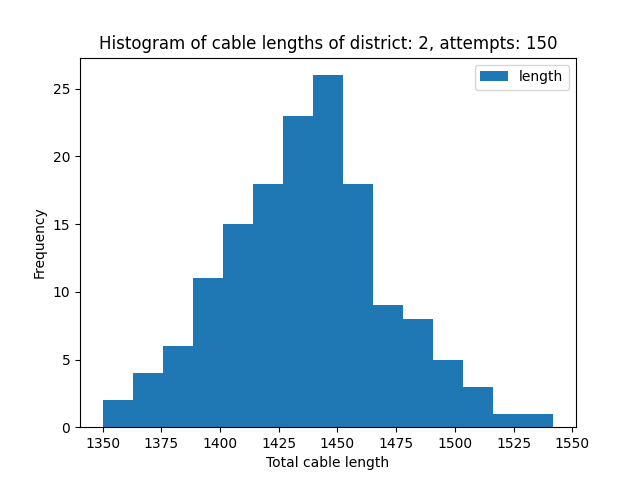 Histogram of cable lengths of district: 2, attempts: 150
length
25
20
15
10
5
0
Frequency
1350 1375 1400 1425 1450 1475 1500 1525 1550
Total cable length